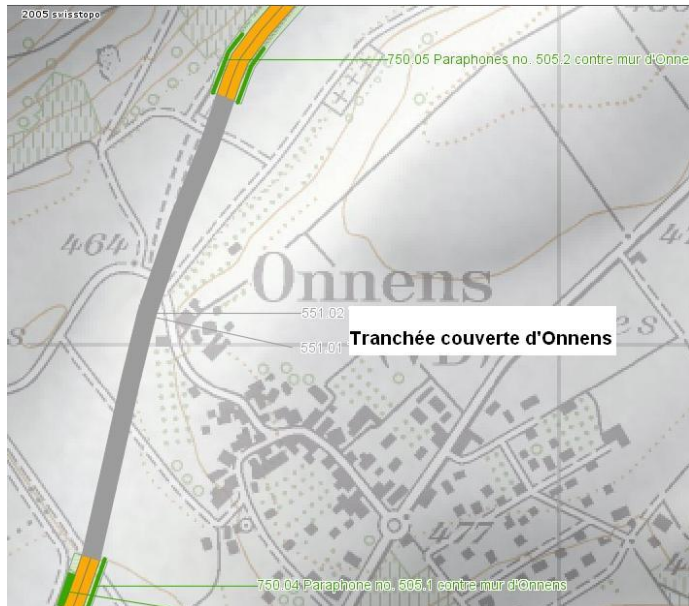 2005 swisstopo
750.05 Paraphones no. 505.2 contre mur d'Onne
464
Onnens
551.02
Tranchée couverte d'Onnens
551.01
es
477
750.04 Paraphone no. 505.1 contre mur d'Onnens